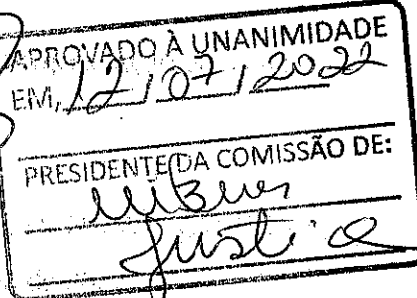 APROVADO À UNANIMIDADE
EM, 12/07/2022
PRESIDENTE DA COMISSÃO DE:
Justiça